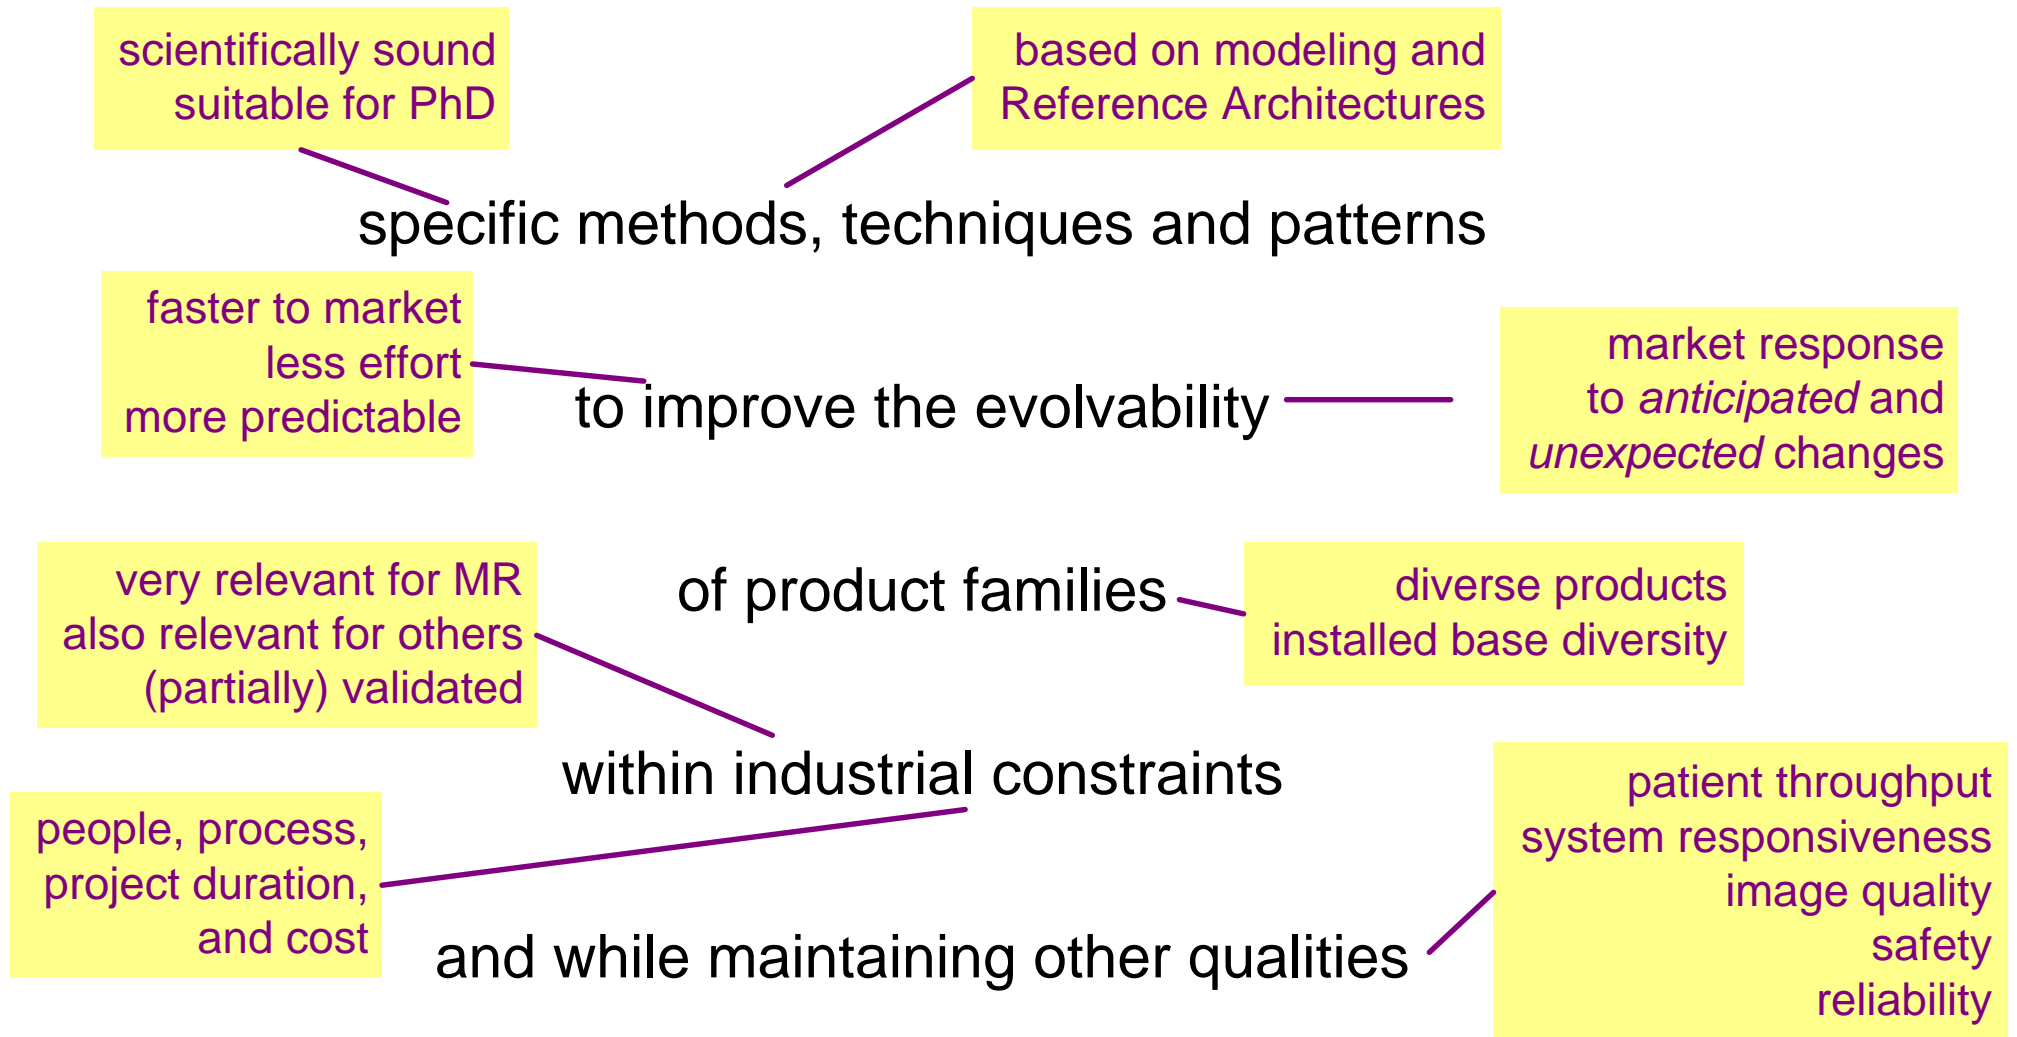 scientifically sound
suitable for PhD
based on modeling and
Reference Architectures
specific methods, techniques and patterns
faster to market
less effort
more predictable
to improve the evolvability
market response
to anticipated and
unexpected changes
very relevant for MR
also relevant for others
(partially) validated
of product families
diverse products
installed base diversity
within industrial constraints
people, process,
project duration,
and cost
and while maintaining other qualities
patient throughput
system responsiveness
image quality
safety
reliability